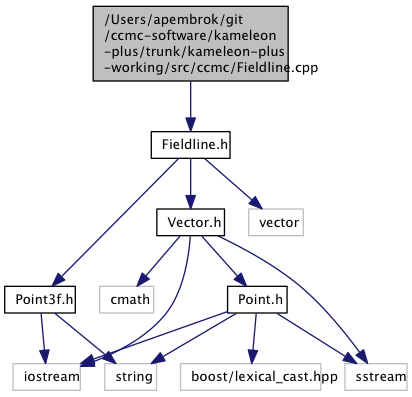 /Users/apembrok/git
/ccmc-software/kameleon
-plus/trunk/kameleon-plus
-working/src/ccmc/Fieldline.cpp
Fieldline.h
Vector.h
vector
Point3f.h
cmath
Point.h
iostream
string
boost/lexical_cast.hpp
sstream